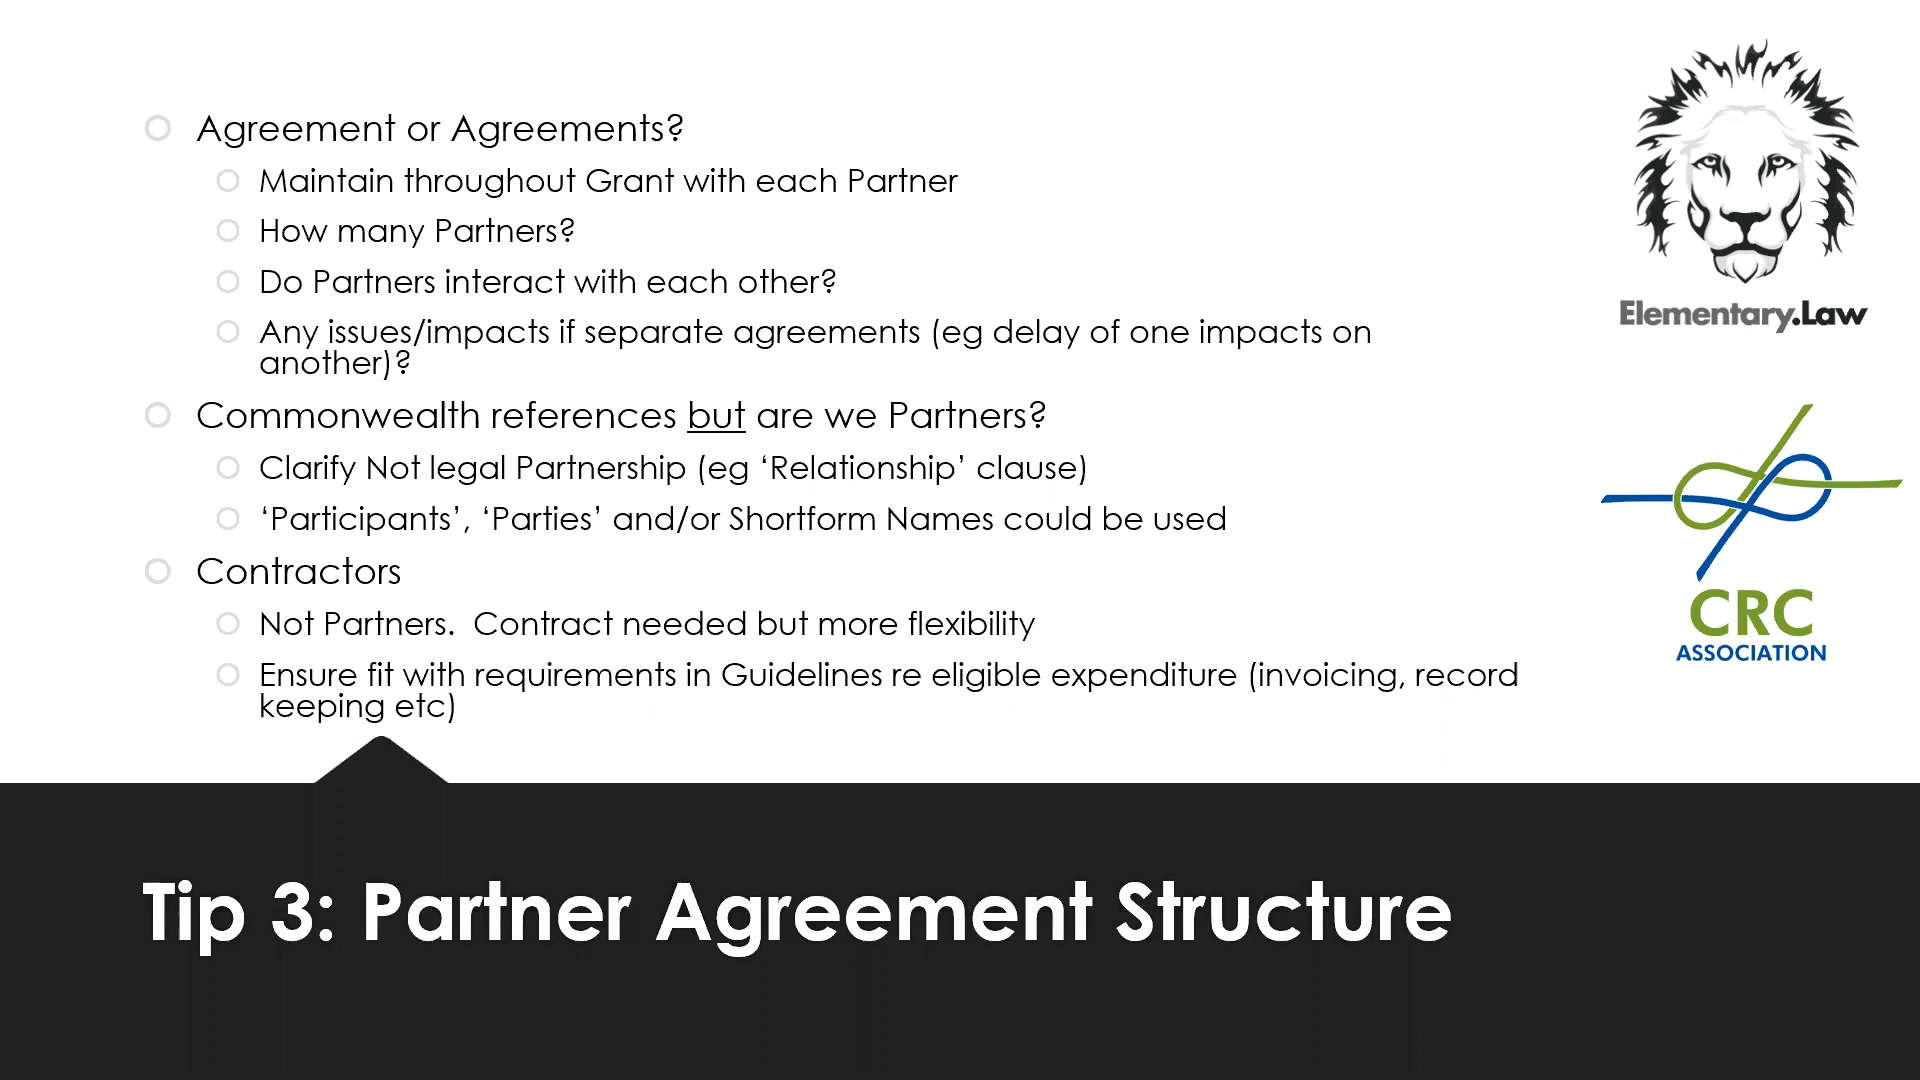 Agreement or Agreements?
Maintain throughout Grant with each Partner
How many Partners?
Do Partners interact with each other?
Any issues/impacts if separate agreements (eg delay of one impacts on
another)?
Commonwealth references but are we Partners?
Clarify Not legal Partnership (eg ‘Relationship’ clause)
‘Participants’, ‘Parties’ and/or Shortform Names could be used
Contractors
Not Partners.  Contract needed but more flexibility
Ensure fit with requirements in Guidelines re eligible expenditure (invoicing, record
keeping etc)
Elementary.Law
CRC
ASSOCIATION
Tip 3: Partner Agreement Structure